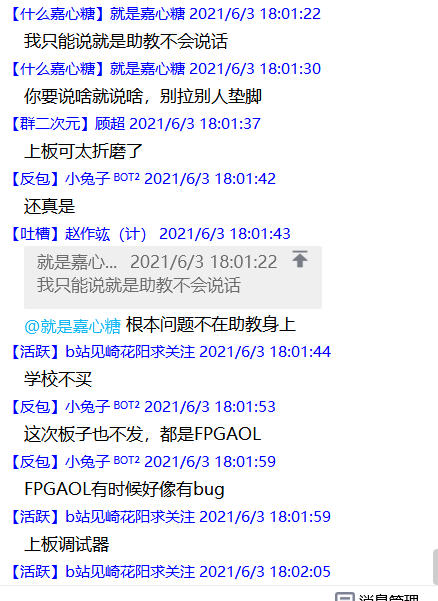 【什么嘉心糖】就是嘉心糖 2021/6/3 18:01:22
我只能说就是助教不会说话
【什么嘉心糖】就是嘉心糖 2021/6/3 18:01:30
你要说啥就说啥，别拉别人垫脚
【群二次元】顾超 2021/6/3 18:01:37
上板可太折磨了
【反包】小兔子 BOT2 2021/6/3 18:01:42
还真是
【吐槽】赵作竑（计） 2021/6/3 18:01:43
就是嘉心... 2021/6/3 18:01:22
我只能说就是助教不会说话
@就是嘉心糖 根本问题不在助教身上
【活跃】b站见崎花阳求关注 2021/6/3 18:01:44
学校不买
【反包】小兔子 BOT2 2021/6/3 18:01:53
这次板子也不发，都是FPGAOL
【反包】小兔子 BOT2 2021/6/3 18:01:59
FPGAOL有时候好像有bug
【活跃】b站见崎花阳求关注 2021/6/3 18:01:59
上板调试器
【活跃】b站见崎花阳求关注 2021/6/3 18:02:05
消息管理